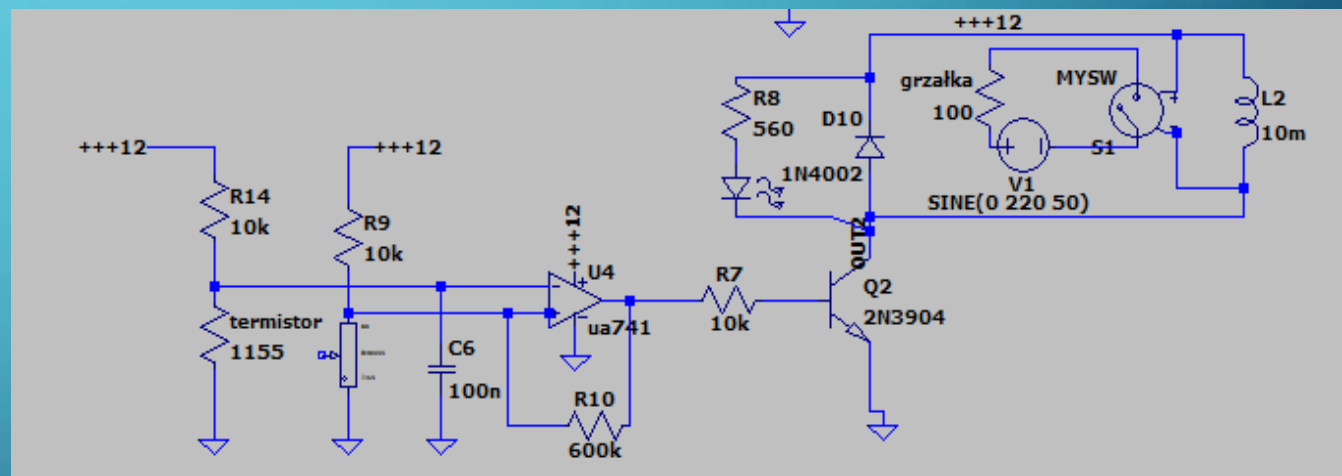 +++12
R8
560
D10
1N4002
grzałka
100
MYSW
S1
V1
SINE(0 220 50)
L2
10m
+++12
R14
10k
+++12
R9
10k
termistor
1155
C6
100n
+++12
U4
ua741
R10
600k
R7
10k
OUT2
Q2
2N3904